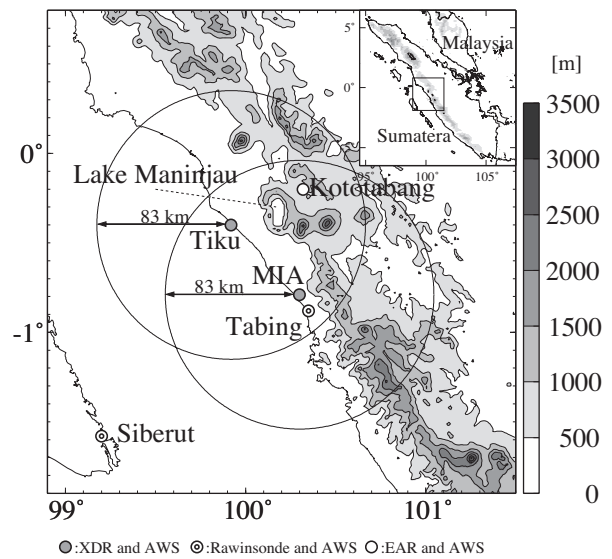 5°
Malaysia
[m]
0°
Sumatera
95°
100°
105°
3500
3000
2500
2000
1500
1000
500
0
0°
Lake Maninjau
Kototabang
83 km
Tiku
MIA
83 km
Tabing
-1°
Siberut
99°
100°
101°
:XDR and AWS :Rawinsonde and AWS :EAR and AWS